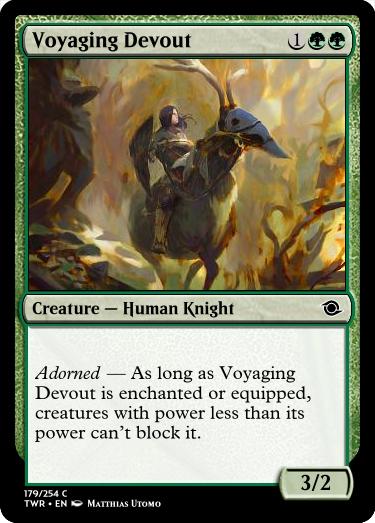 Voyaging Devout 1
Creature — Human Knight
Adorned — As long as Voyaging
Devout is enchanted or equipped,
creatures with power less than its
power can't block it.
3/2
179/254 C
TWR • EN Matthias Utomo